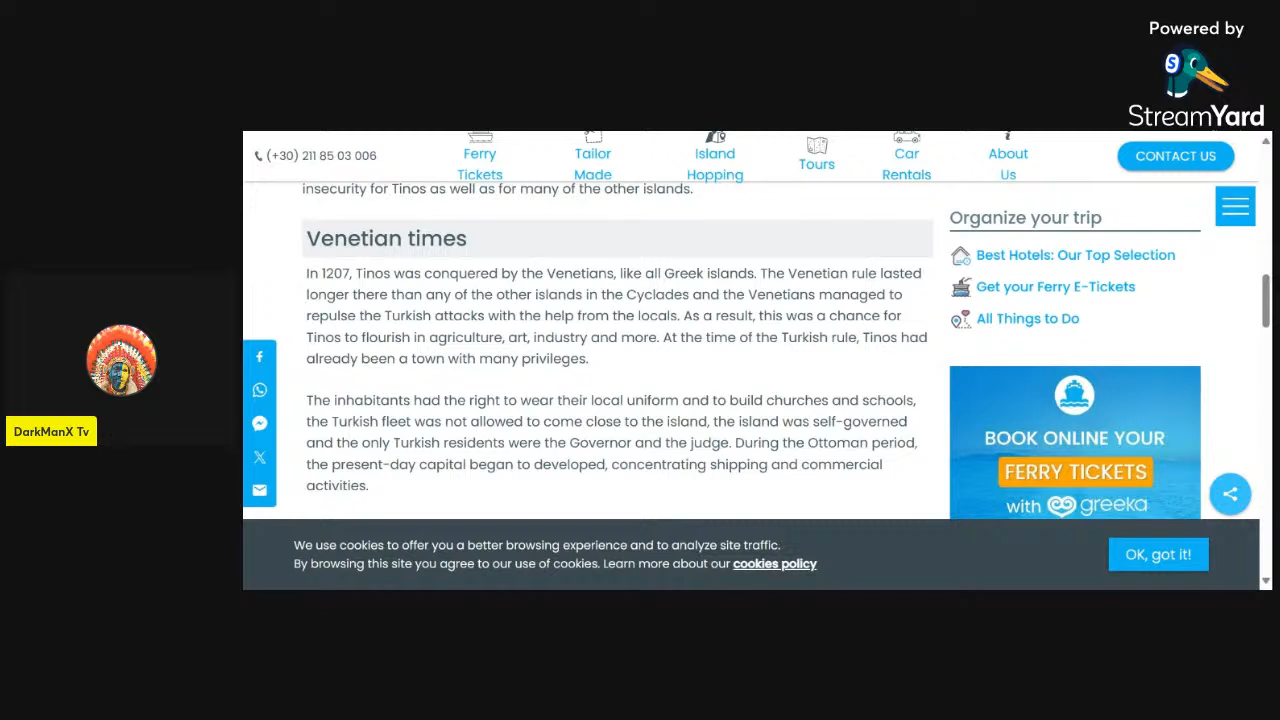 Powered by
StreamYard
(+30) 211 85 03 006
Ferry
Tickets
Tailor
Made
Island
Hopping
Tours
Car
Rentals
About
Us
CONTACT US
insecurity for Tinos as well as for many of the other islands.
Venetian times
In 1207, Tinos was conquered by the Venetians, like all Greek islands. The Venetian rule lasted
longer there than any of the other islands in the Cyclades and the Venetians managed to
repulse the Turkish attacks with the help from the locals. As a result, this was a chance for
Tinos to flourish in agriculture, art, industry and more. At the time of the Turkish rule, Tinos had
already been a town with many privileges.
The inhabitants had the right to wear their local uniform and to build churches and schools,
the Turkish fleet was not allowed to come close to the island, the island was self-governed
and the only Turkish residents were the Governor and the judge. During the Ottoman period,
the present-day capital began to developed, concentrating shipping and commercial
activities.
Organize your trip
Best Hotels: Our Top Selection
Get your Ferry E-Tickets
All Things to Do
BOOK ONLINE YOUR
FERRY TICKETS
with greeka
DarkManX Tv
We use cookies to offer you a better browsing experience and to analyze site traffic.
By browsing this site you agree to our use of cookies. Learn more about our cookies policy
OK, got it!